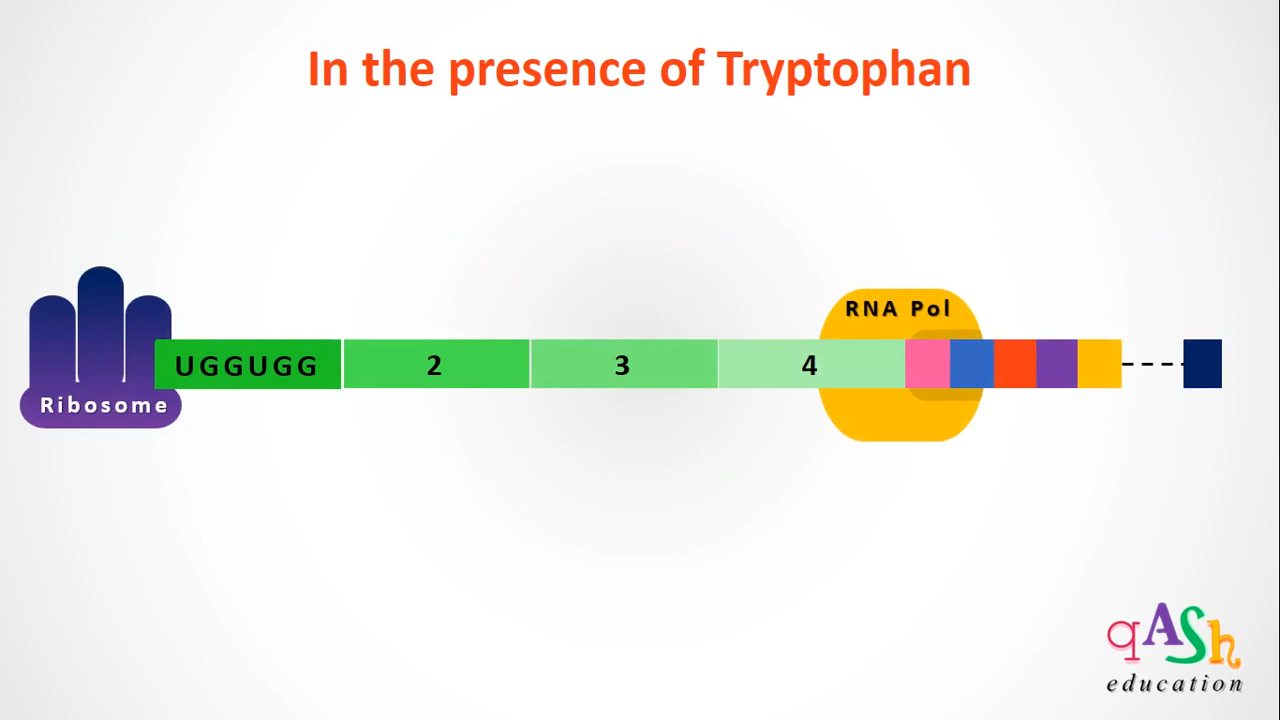 In the presence of Tryptophan
RNA Pol
UGGUGG 2 3 4
Ribosome
qASh
education